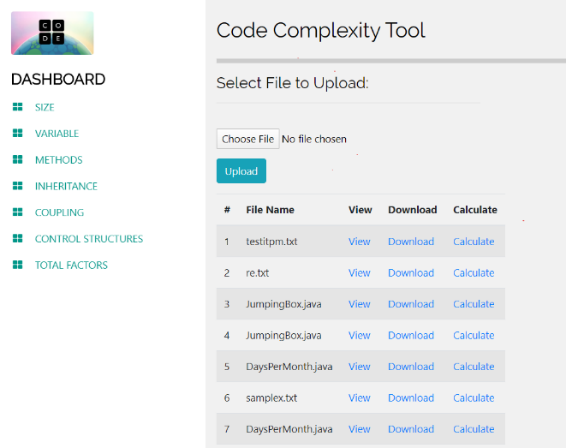 CODE
DASHBOARD
SIZE
VARIABLE
METHODS
INHERITANCE
COUPLING
CONTROL STRUCTURES
TOTAL FACTORS
Code Complexity Tool
Select File to Upload:
Choose File No file chosen
Upload
# File Name View Download Calculate
1 testitpm.txt View Download Calculate
2 re.txt View Download Calculate
3 JumpingBox.java View Download Calculate
4 JumpingBox.java View Download Calculate
5 DaysPerMonth.java View Download Calculate
6 samplex.txt View Download Calculate
7 DaysPerMonth.java View Download Calculate